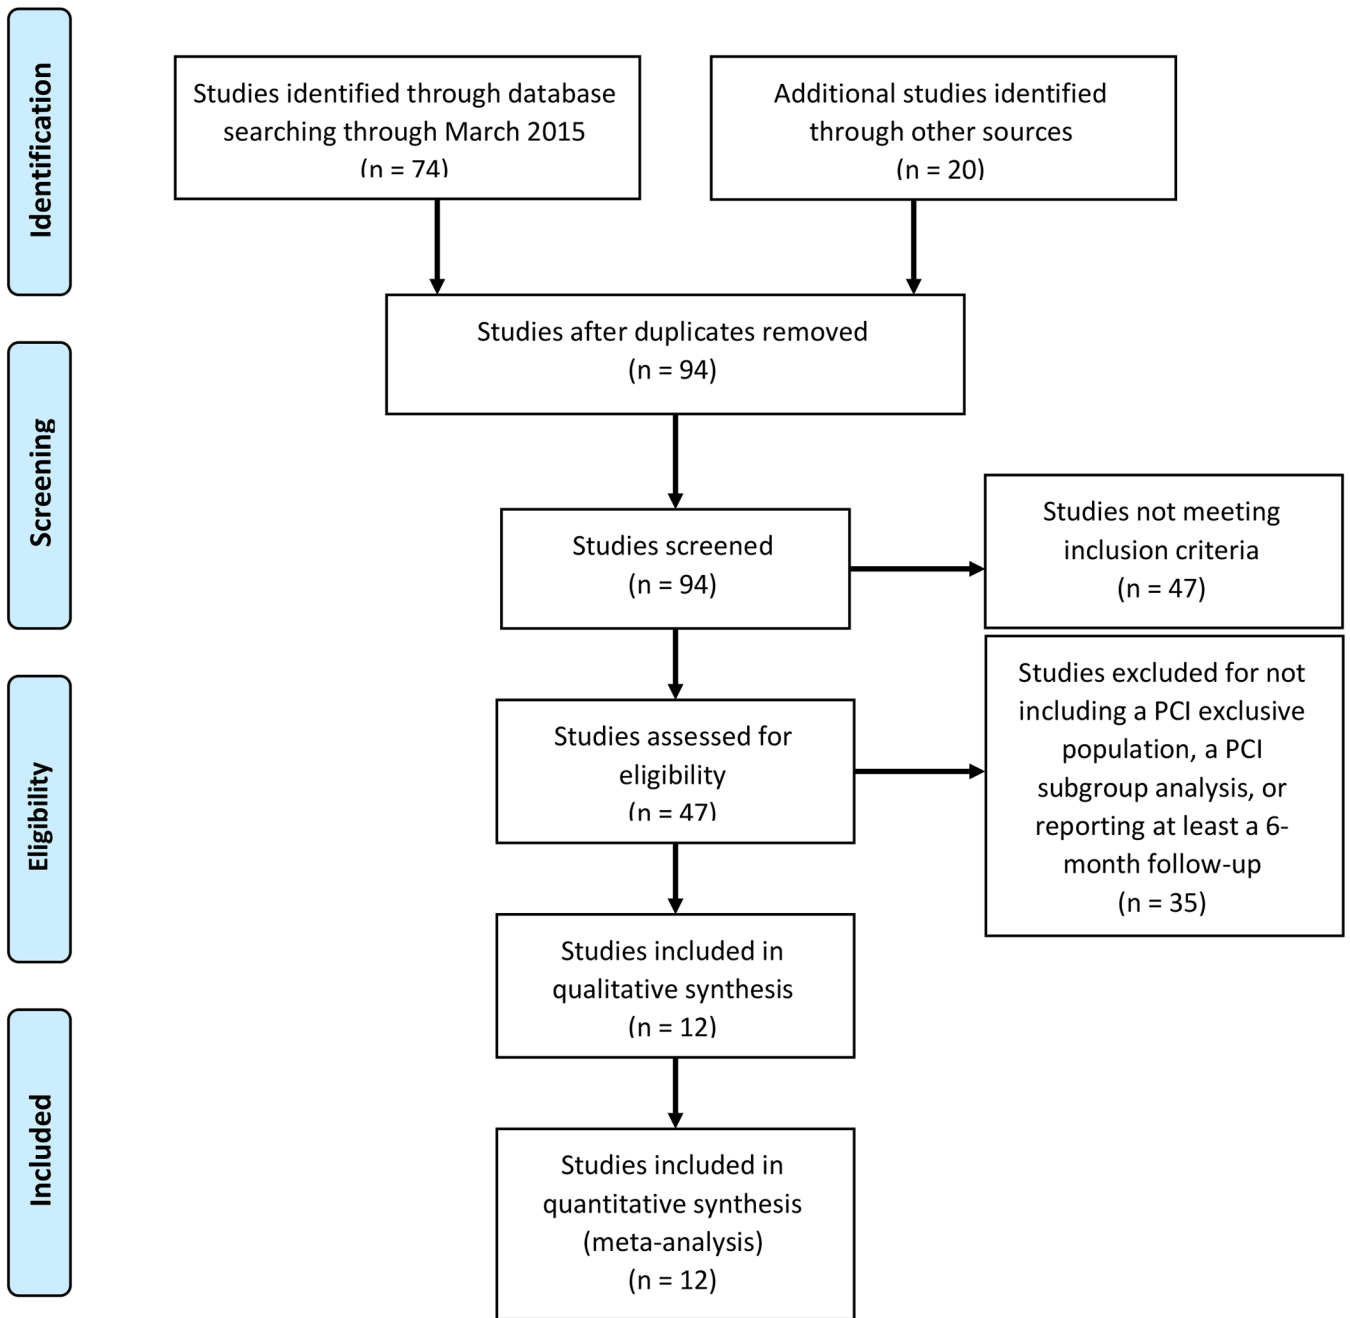 Identification
Studies identified through database
searching through March 2015
(n = 74)
Additional studies identified
through other sources
(n = 20)
Studies after duplicates removed
(n = 94)
Screening
Studies screened
(n = 94)
Studies not meeting
inclusion criteria
(n = 47)
Eligibility
Studies assessed for
eligibility
(n = 47)
Studies excluded for not
including a PCI exclusive
population, a PCI
subgroup analysis, or
reporting at least a 6-
month follow-up
(n = 35)
Studies included in
qualitative synthesis
(n = 12)
Included
Studies included in
quantitative synthesis
(meta-analysis)
(n = 12)